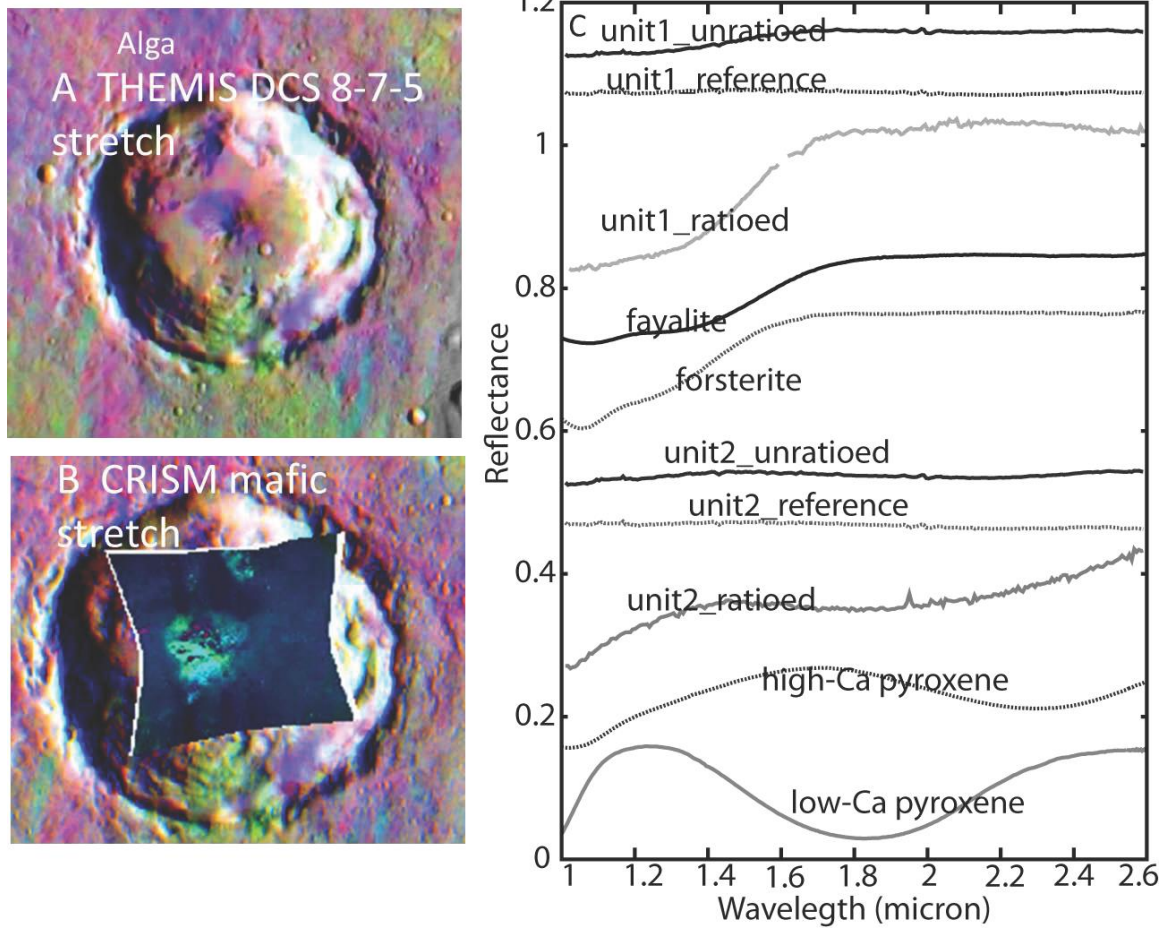 Alga
A THEMIS DCS 8-7-5
stretch
B CRISM mafic
stretch
C
unit1_unratioed
unit1_reference
unit1_ratioed
fayalite
forsterite
unit2_unratioed
unit2_reference
unit2_ratioed
high-Ca pyroxene
low-Ca pyroxene
Reflectance
1.2
1
0.8
0.6
0.4
0.2
0
1 1.2 1.4 1.6 1.8 2 2.2 2.4 2.6
Wavelegth (micron)